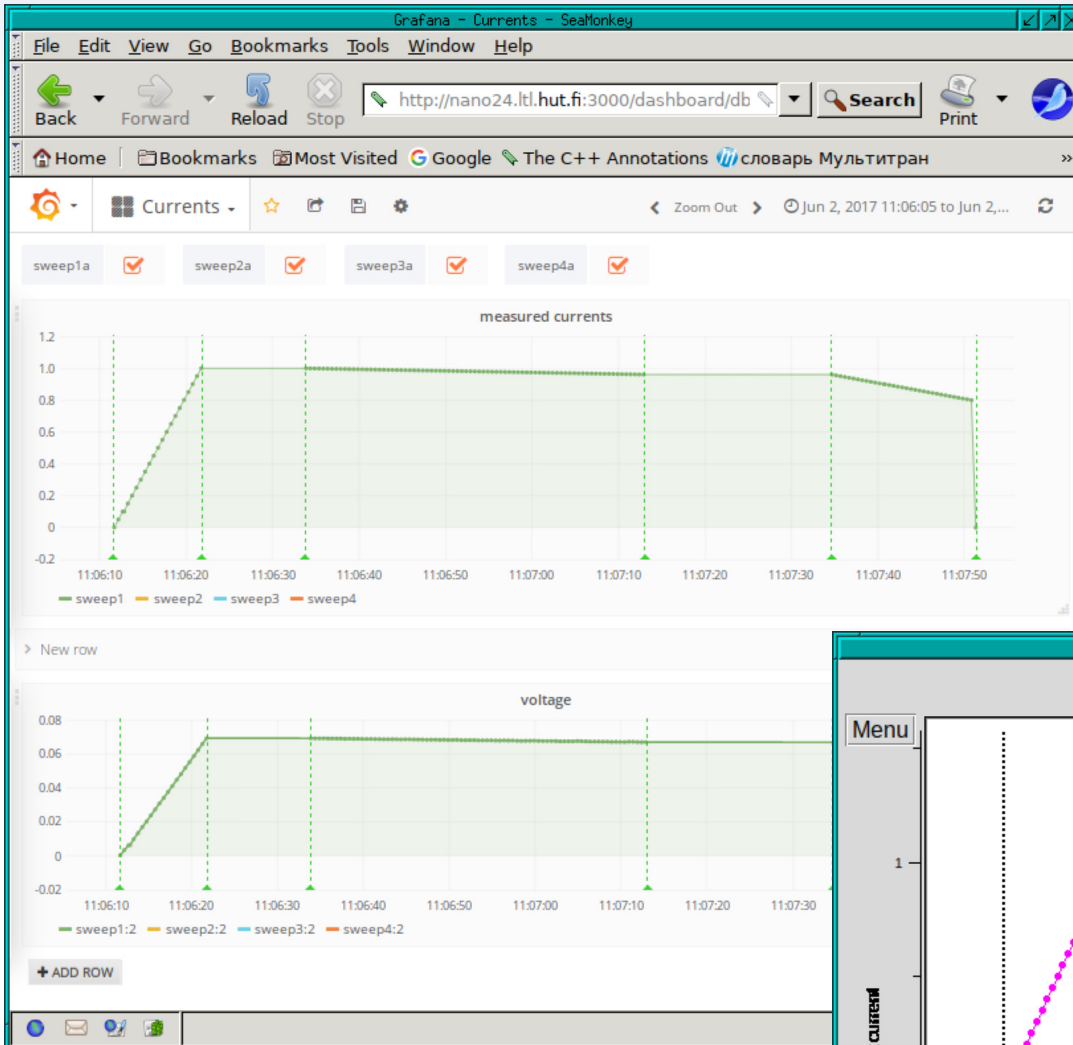 Grafana - Currents - SeaMonkey
File Edit View Go Bookmarks Tools Window Help
Back Forward Reload Stop http://nano24.ltl.hut.fi:3000/dashboard/db Search Print
Home Bookmarks Most Visited Google The C++ Annotations словарь Мультитран »
Currents Zoom Out Jun 2, 2017 11:06:05 to Jun 2,...
sweep1a sweep2a sweep3a sweep4a
measured currents
1.2
1.0
0.8
0.6
0.4
0.2
0
-0.2
11:06:10 11:06:20 11:06:30 11:06:40 11:06:50 11:07:00 11:07:10 11:07:20 11:07:30 11:07:40 11:07:50
sweep1 sweep2 sweep3 sweep4
New row
voltage
0.08
0.06
0.04
0.02
0
-0.02
11:06:10 11:06:20 11:06:30 11:06:40 11:06:50 11:07:00 11:07:10 11:07:20 11:07:30
sweep1:2 sweep2:2 sweep3:2 sweep4:2
+ ADD ROW
Menu
1
current